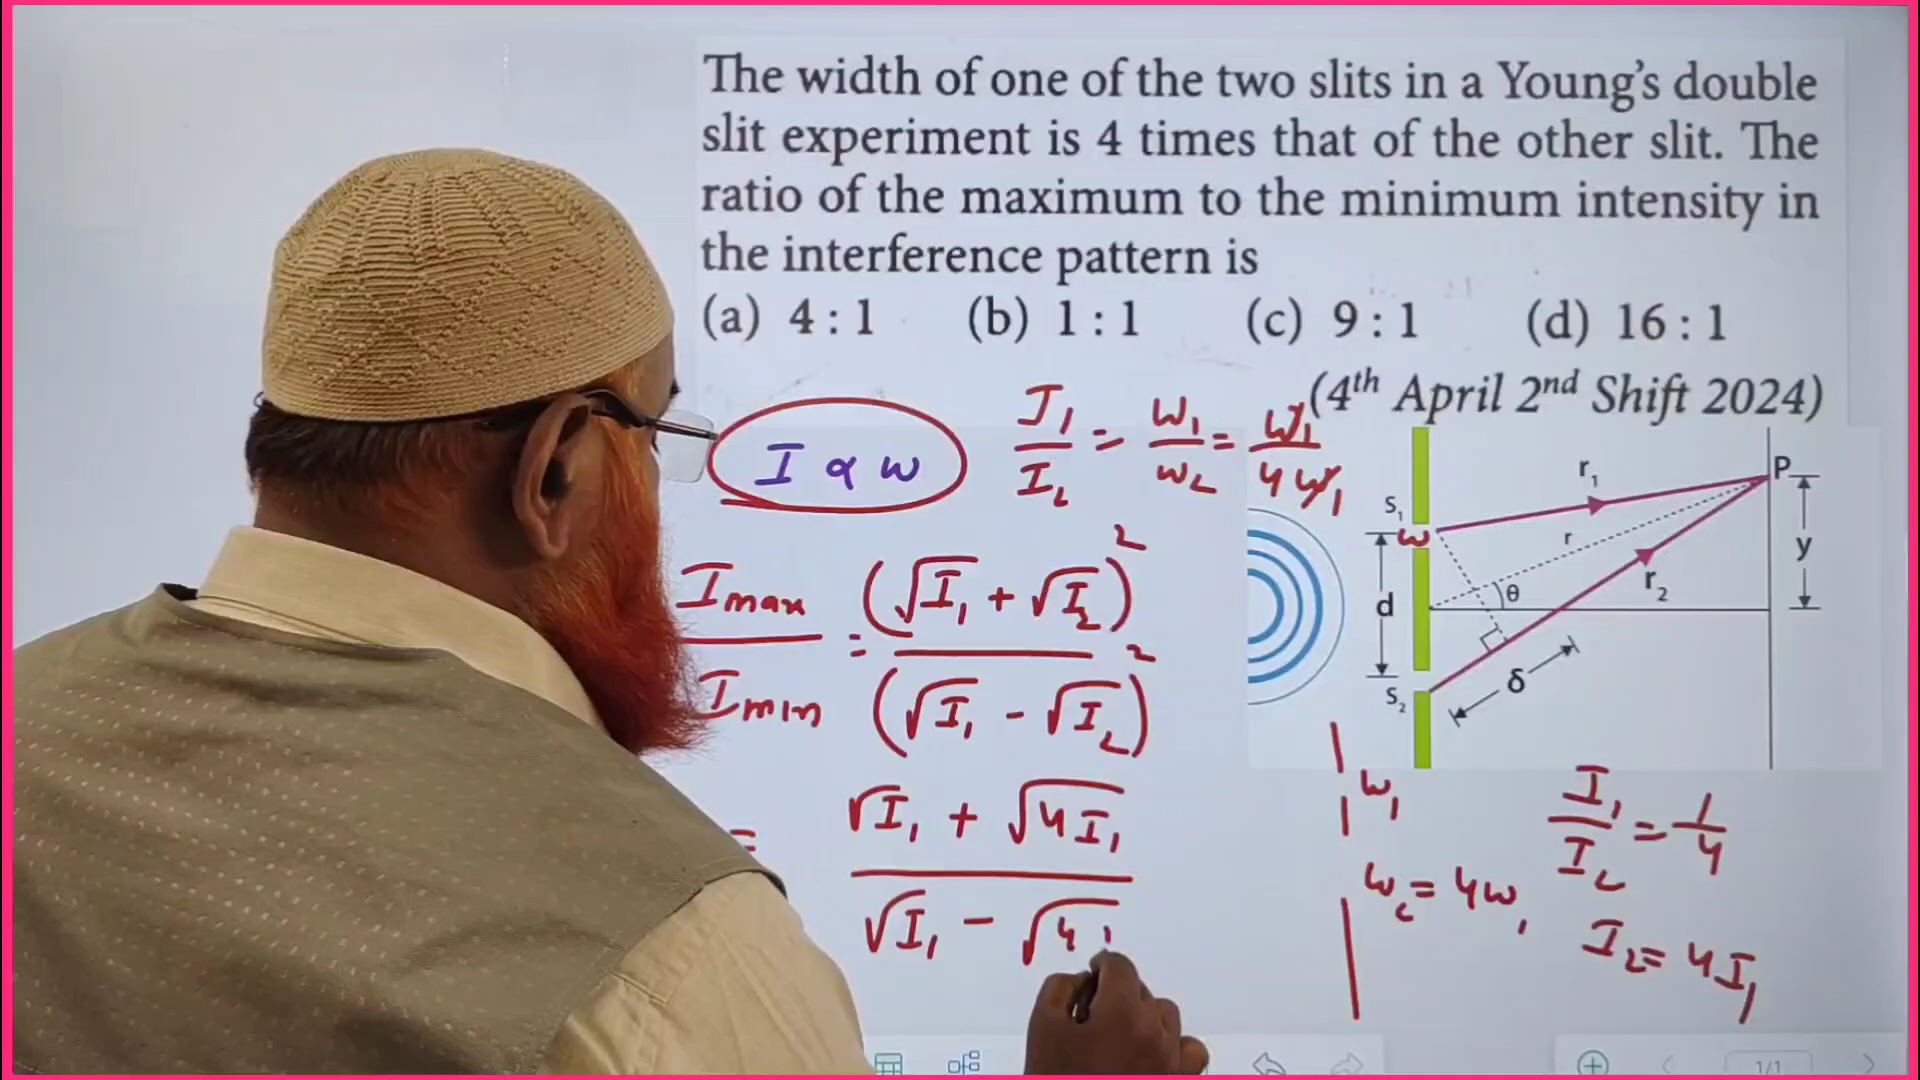 The width of one of the two slits in a Young's double
slit experiment is 4 times that of the other slit. The
ratio of the maximum to the minimum intensity in
the interference pattern is
(a) 4 : 1 (b) 1 : 1 (c) 9 : 1 (d) 16 : 1
(4th April 2nd Shift 2024)
I ∝ w
I₁/I₂ = w₁/w₂ = w₁/4w₁
Imax/Imin = (√I₁ + √I₂)²/(√I₁ - √I₂)²
= √I₁ + √4I₁
√I₁ - √4
S₁
w
d
S₂
r₁
r
r₂
θ
δ
P
y
w₁
w₂ = 4w₁
I₁/I₂ = 1/4
I₂ = 4I₁
1/1